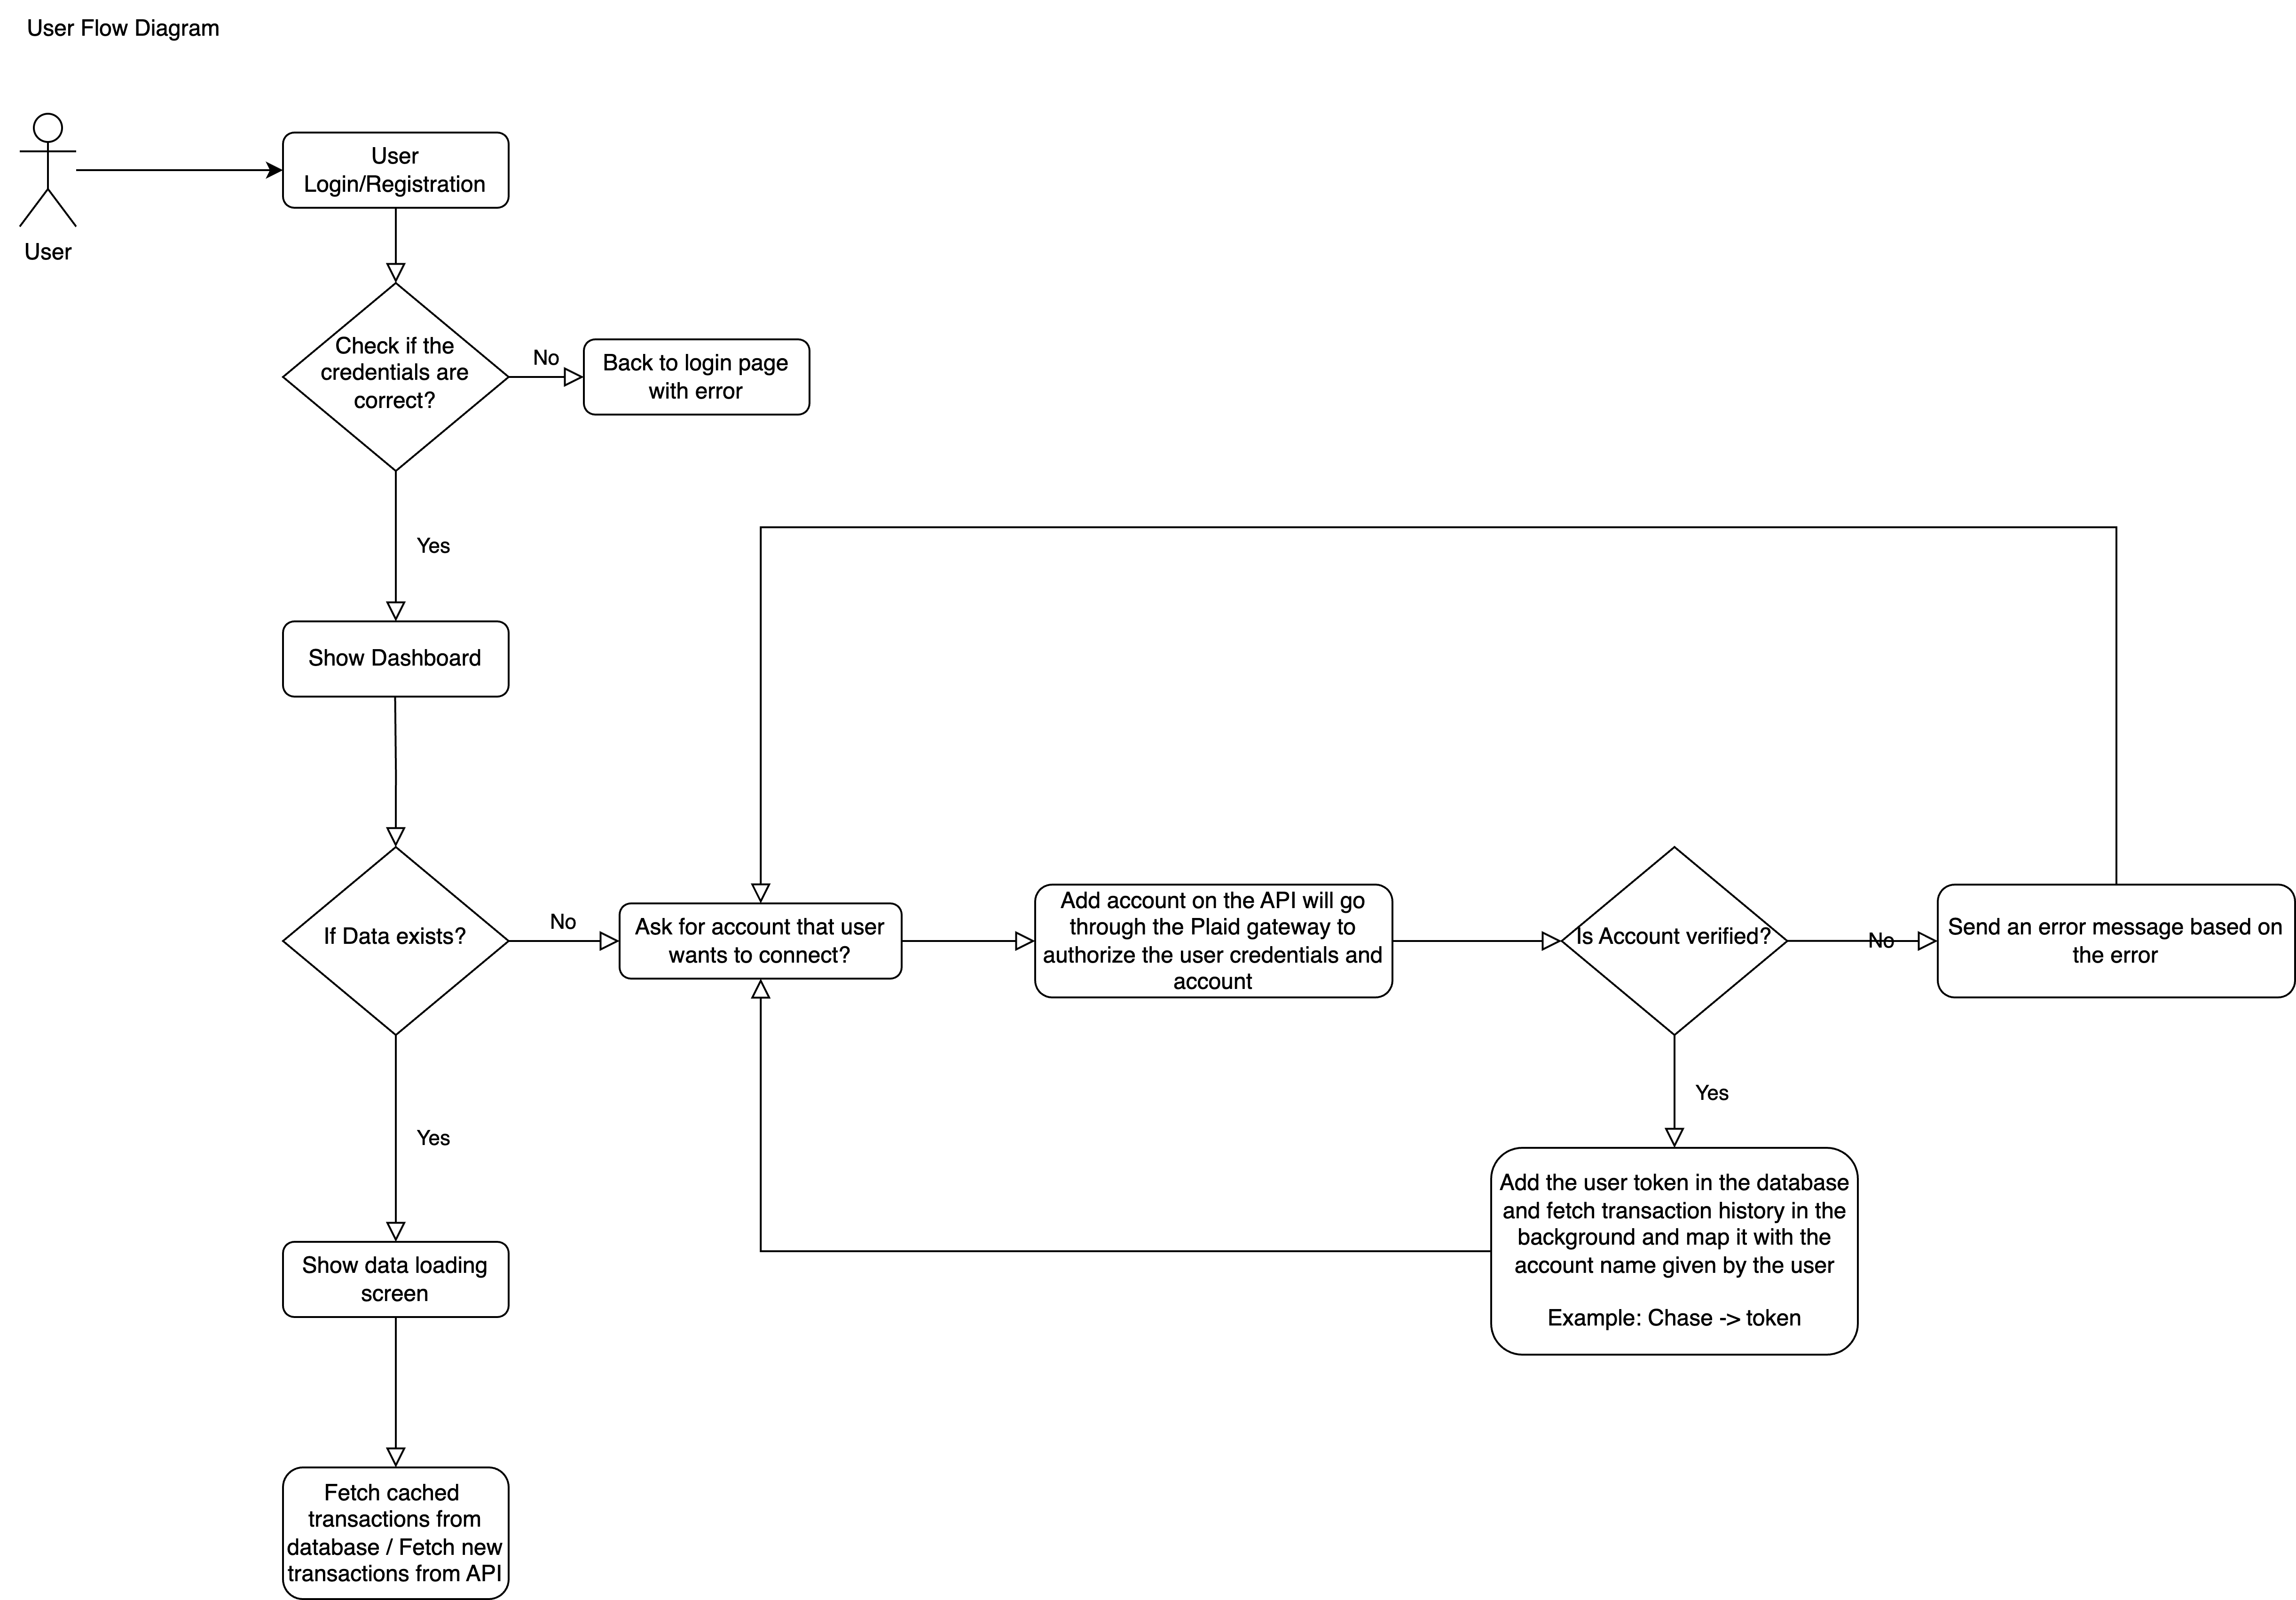 User Flow Diagram
User
User
Login/Registration
Check if the
credentials are
correct?
No
Back to login page
with error
Yes
Show Dashboard
If Data exists?
No
Ask for account that user
wants to connect?
Add account on the API will go
through the Plaid gateway to
authorize the user credentials and
account
Is Account verified?
No
Send an error message based on
the error
Yes
Add the user token in the database
and fetch transaction history in the
background and map it with the
account name given by the user
Example: Chase -> token
Yes
Show data loading
screen
Fetch cached
transactions from
database / Fetch new
transactions from API